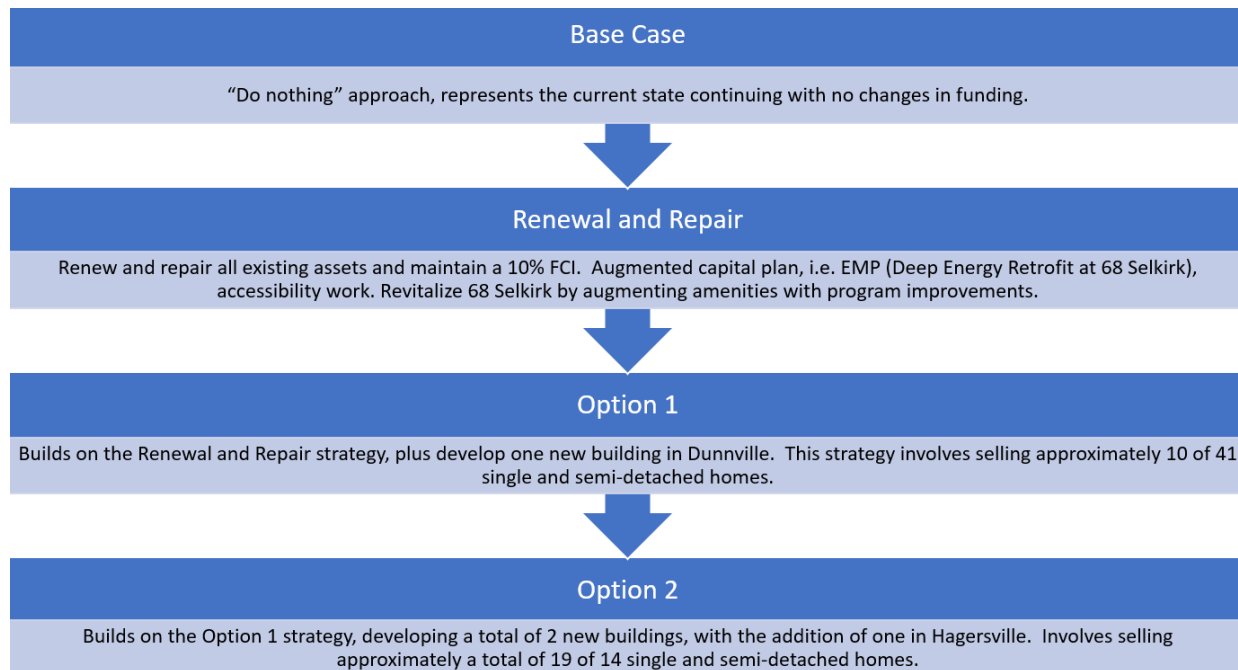 Base Case
“Do nothing” approach, represents the current state continuing with no changes in funding.
Renewal and Repair
Renew and repair all existing assets and maintain a 10% FCI.  Augmented capital plan, i.e. EMP (Deep Energy Retrofit at 68 Selkirk),
accessibility work. Revitalize 68 Selkirk by augmenting amenities with program improvements.
Option 1
Builds on the Renewal and Repair strategy, plus develop one new building in Dunnville.  This strategy involves selling approximately 10 of 41
single and semi-detached homes.
Option 2
Builds on the Option 1 strategy, developing a total of 2 new buildings, with the addition of one in Hagersville.  Involves selling
approximately a total of 19 of 14 single and semi-detached homes.